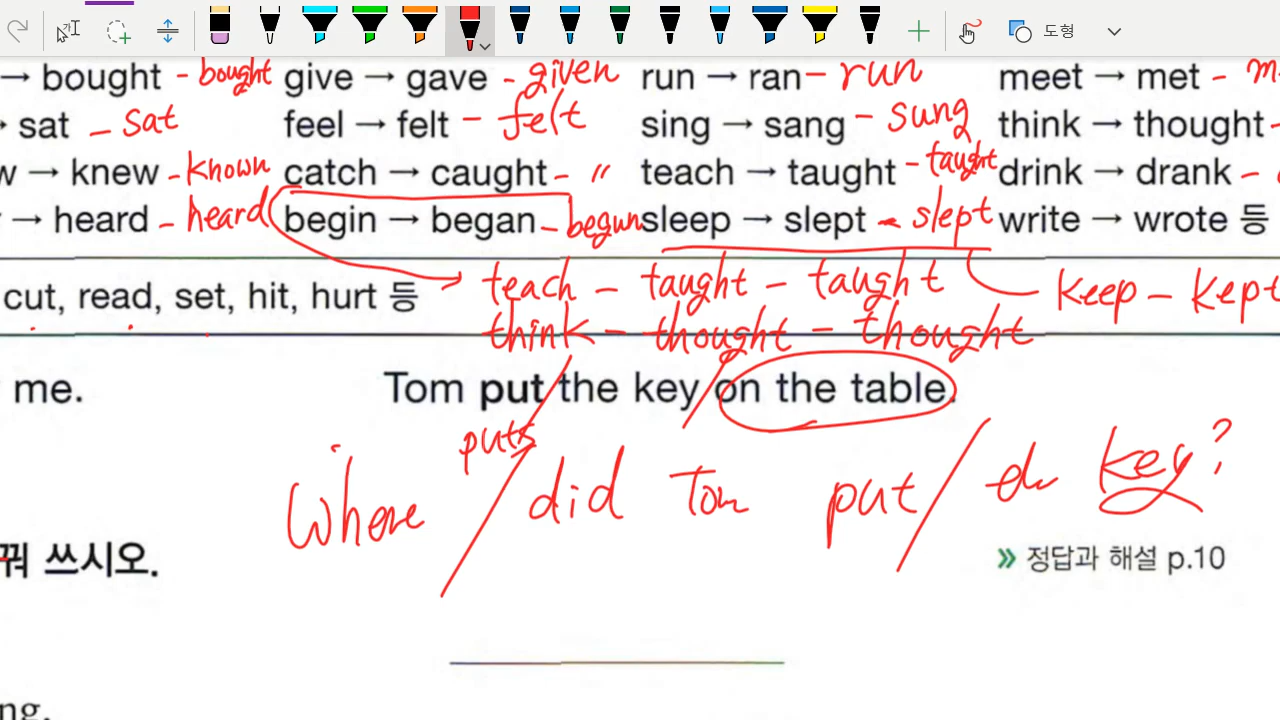 도형
→ bought - bought give → gave - given run → ran - run meet → met -
sat - sat feel → felt - felt sing → sang - sung think → thought -
→ knew - known catch → caught - 〃 teach → taught - taught drink → drank -
→ heard - heard begin → began - begun sleep → slept - slept write → wrote 등
cut, read, set, hit, hurt 등 teach - taught - taught keep - kept
think - thought - thought
me. Tom put the key on the table.
puts
Where did Tom put key?
꿔 쓰시오.
» 정답과 해설 p.10
ng.